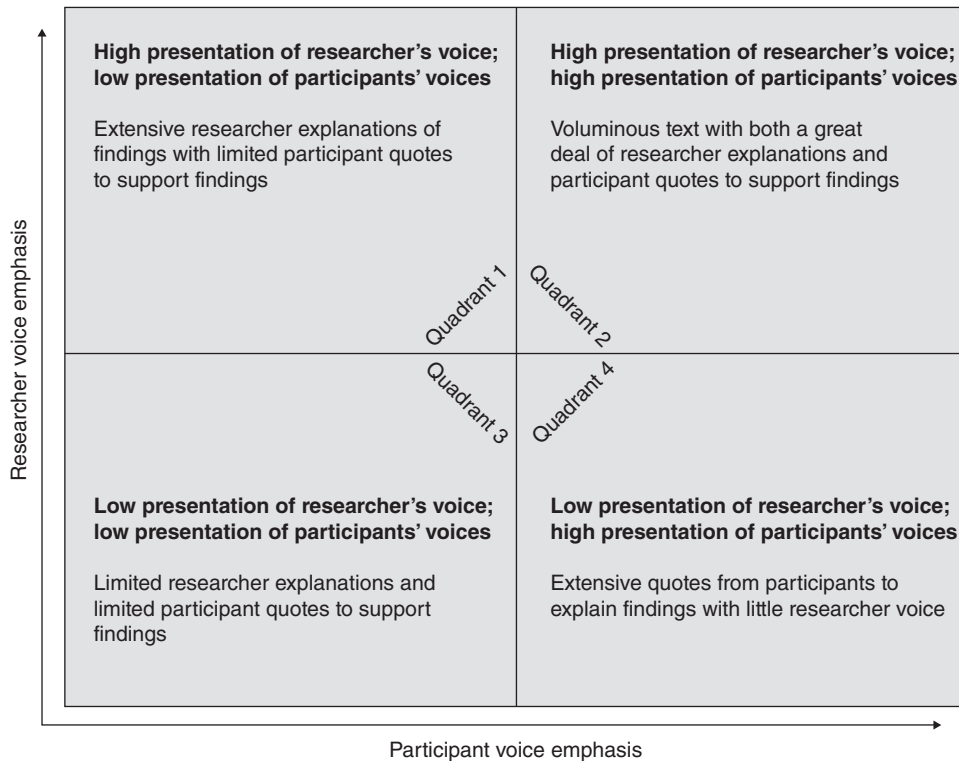 High presentation of researcher’s voice;
low presentation of participants’ voices
Extensive researcher explanations of
findings with limited participant quotes
to support findings
High presentation of researcher’s voice;
high presentation of participants’ voices
Voluminous text with both a great
deal of researcher explanations and
participant quotes to support findings
Quadrant 1
Quadrant 2
Quadrant 3
Quadrant 4
Low presentation of researcher’s voice;
low presentation of participants’ voices
Limited researcher explanations and
limited participant quotes to support
findings
Low presentation of researcher’s voice;
high presentation of participants’ voices
Extensive quotes from participants to
explain findings with little researcher voice
Researcher voice emphasis
Participant voice emphasis